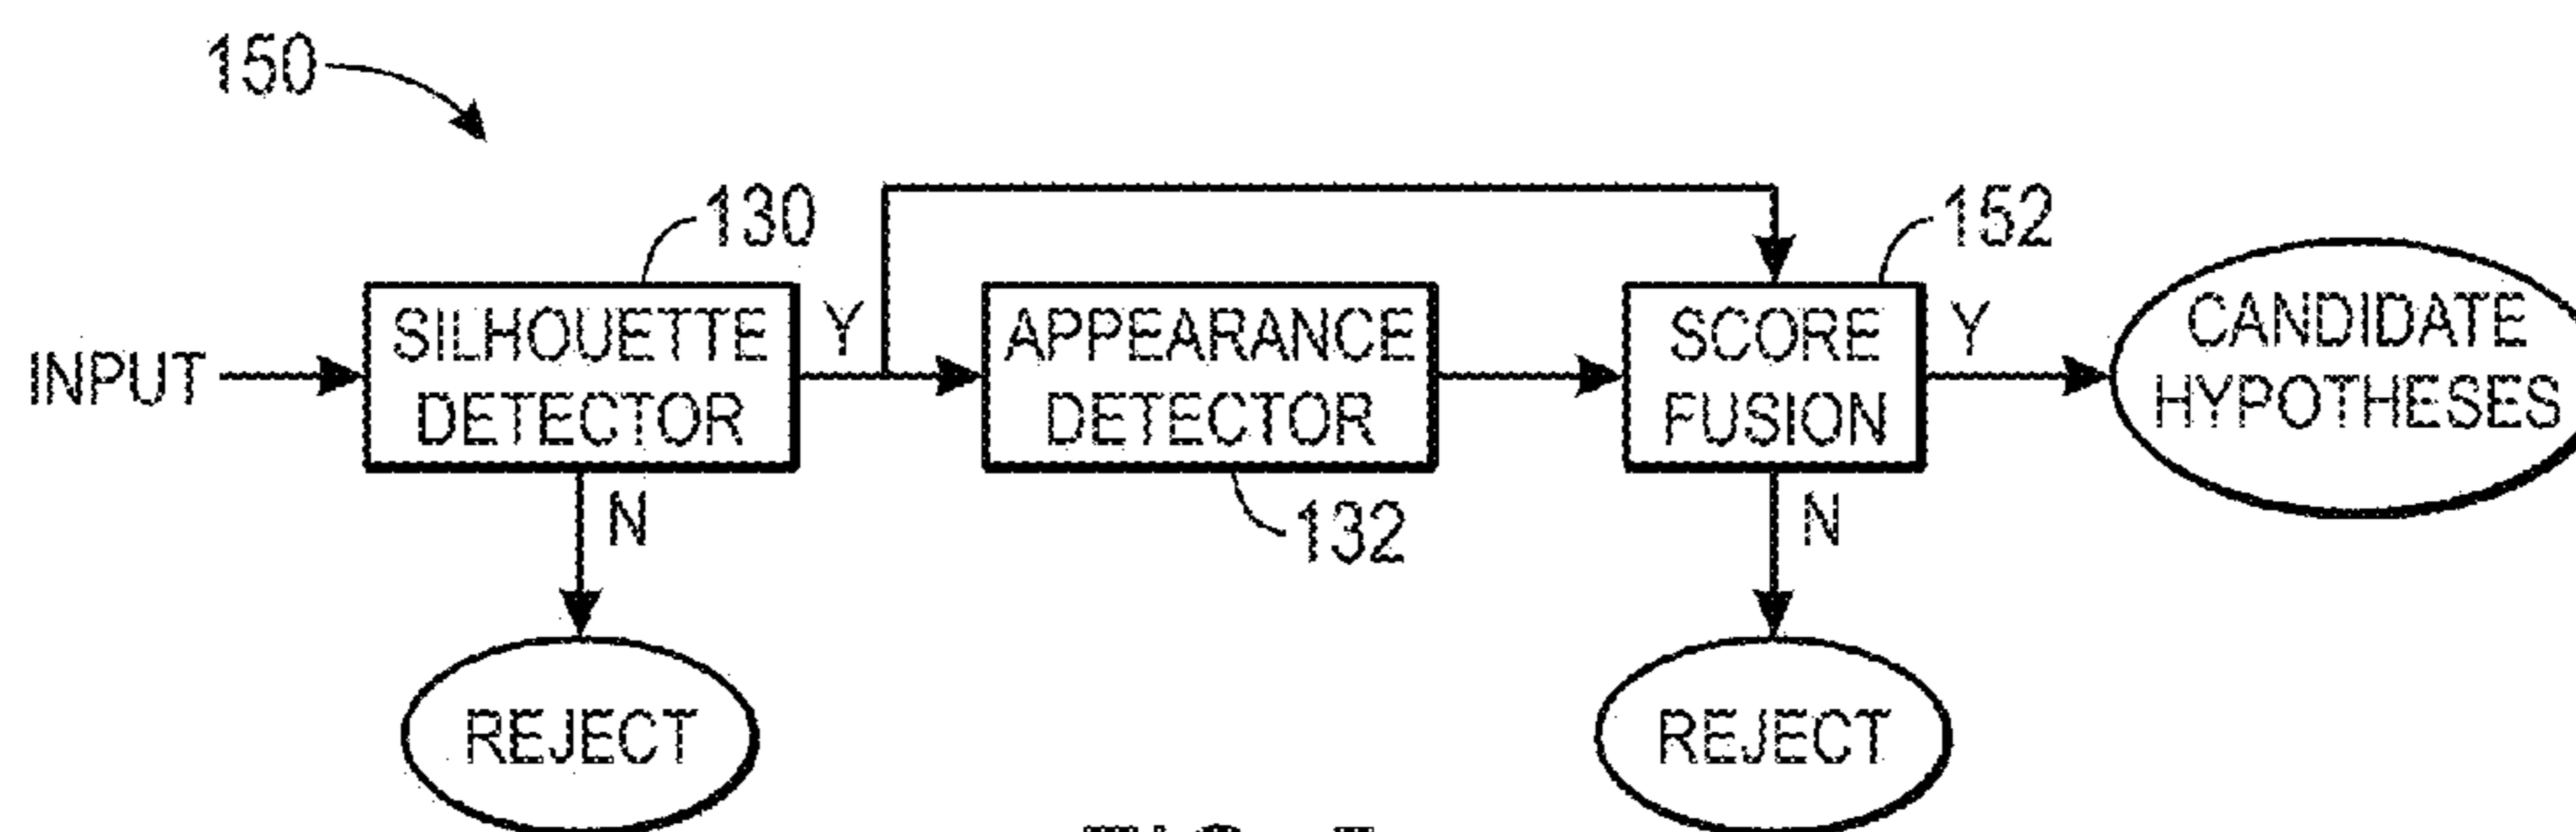 150
130
152
INPUT
SILHOUETTE
DETECTOR
Y
APPEARANCE
DETECTOR
SCORE
FUSION
Y
CANDIDATE
HYPOTHESES
N
132
N
REJECT
REJECT